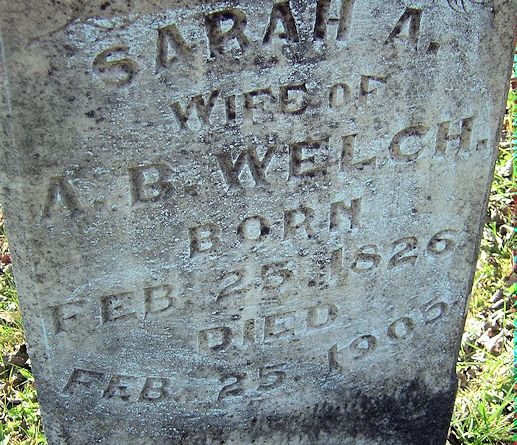 SARAH A.
WIFE OF
A. B. WELCH.
BORN
FEB. 25. 1826.
DIED
FEB. 25. 1905.